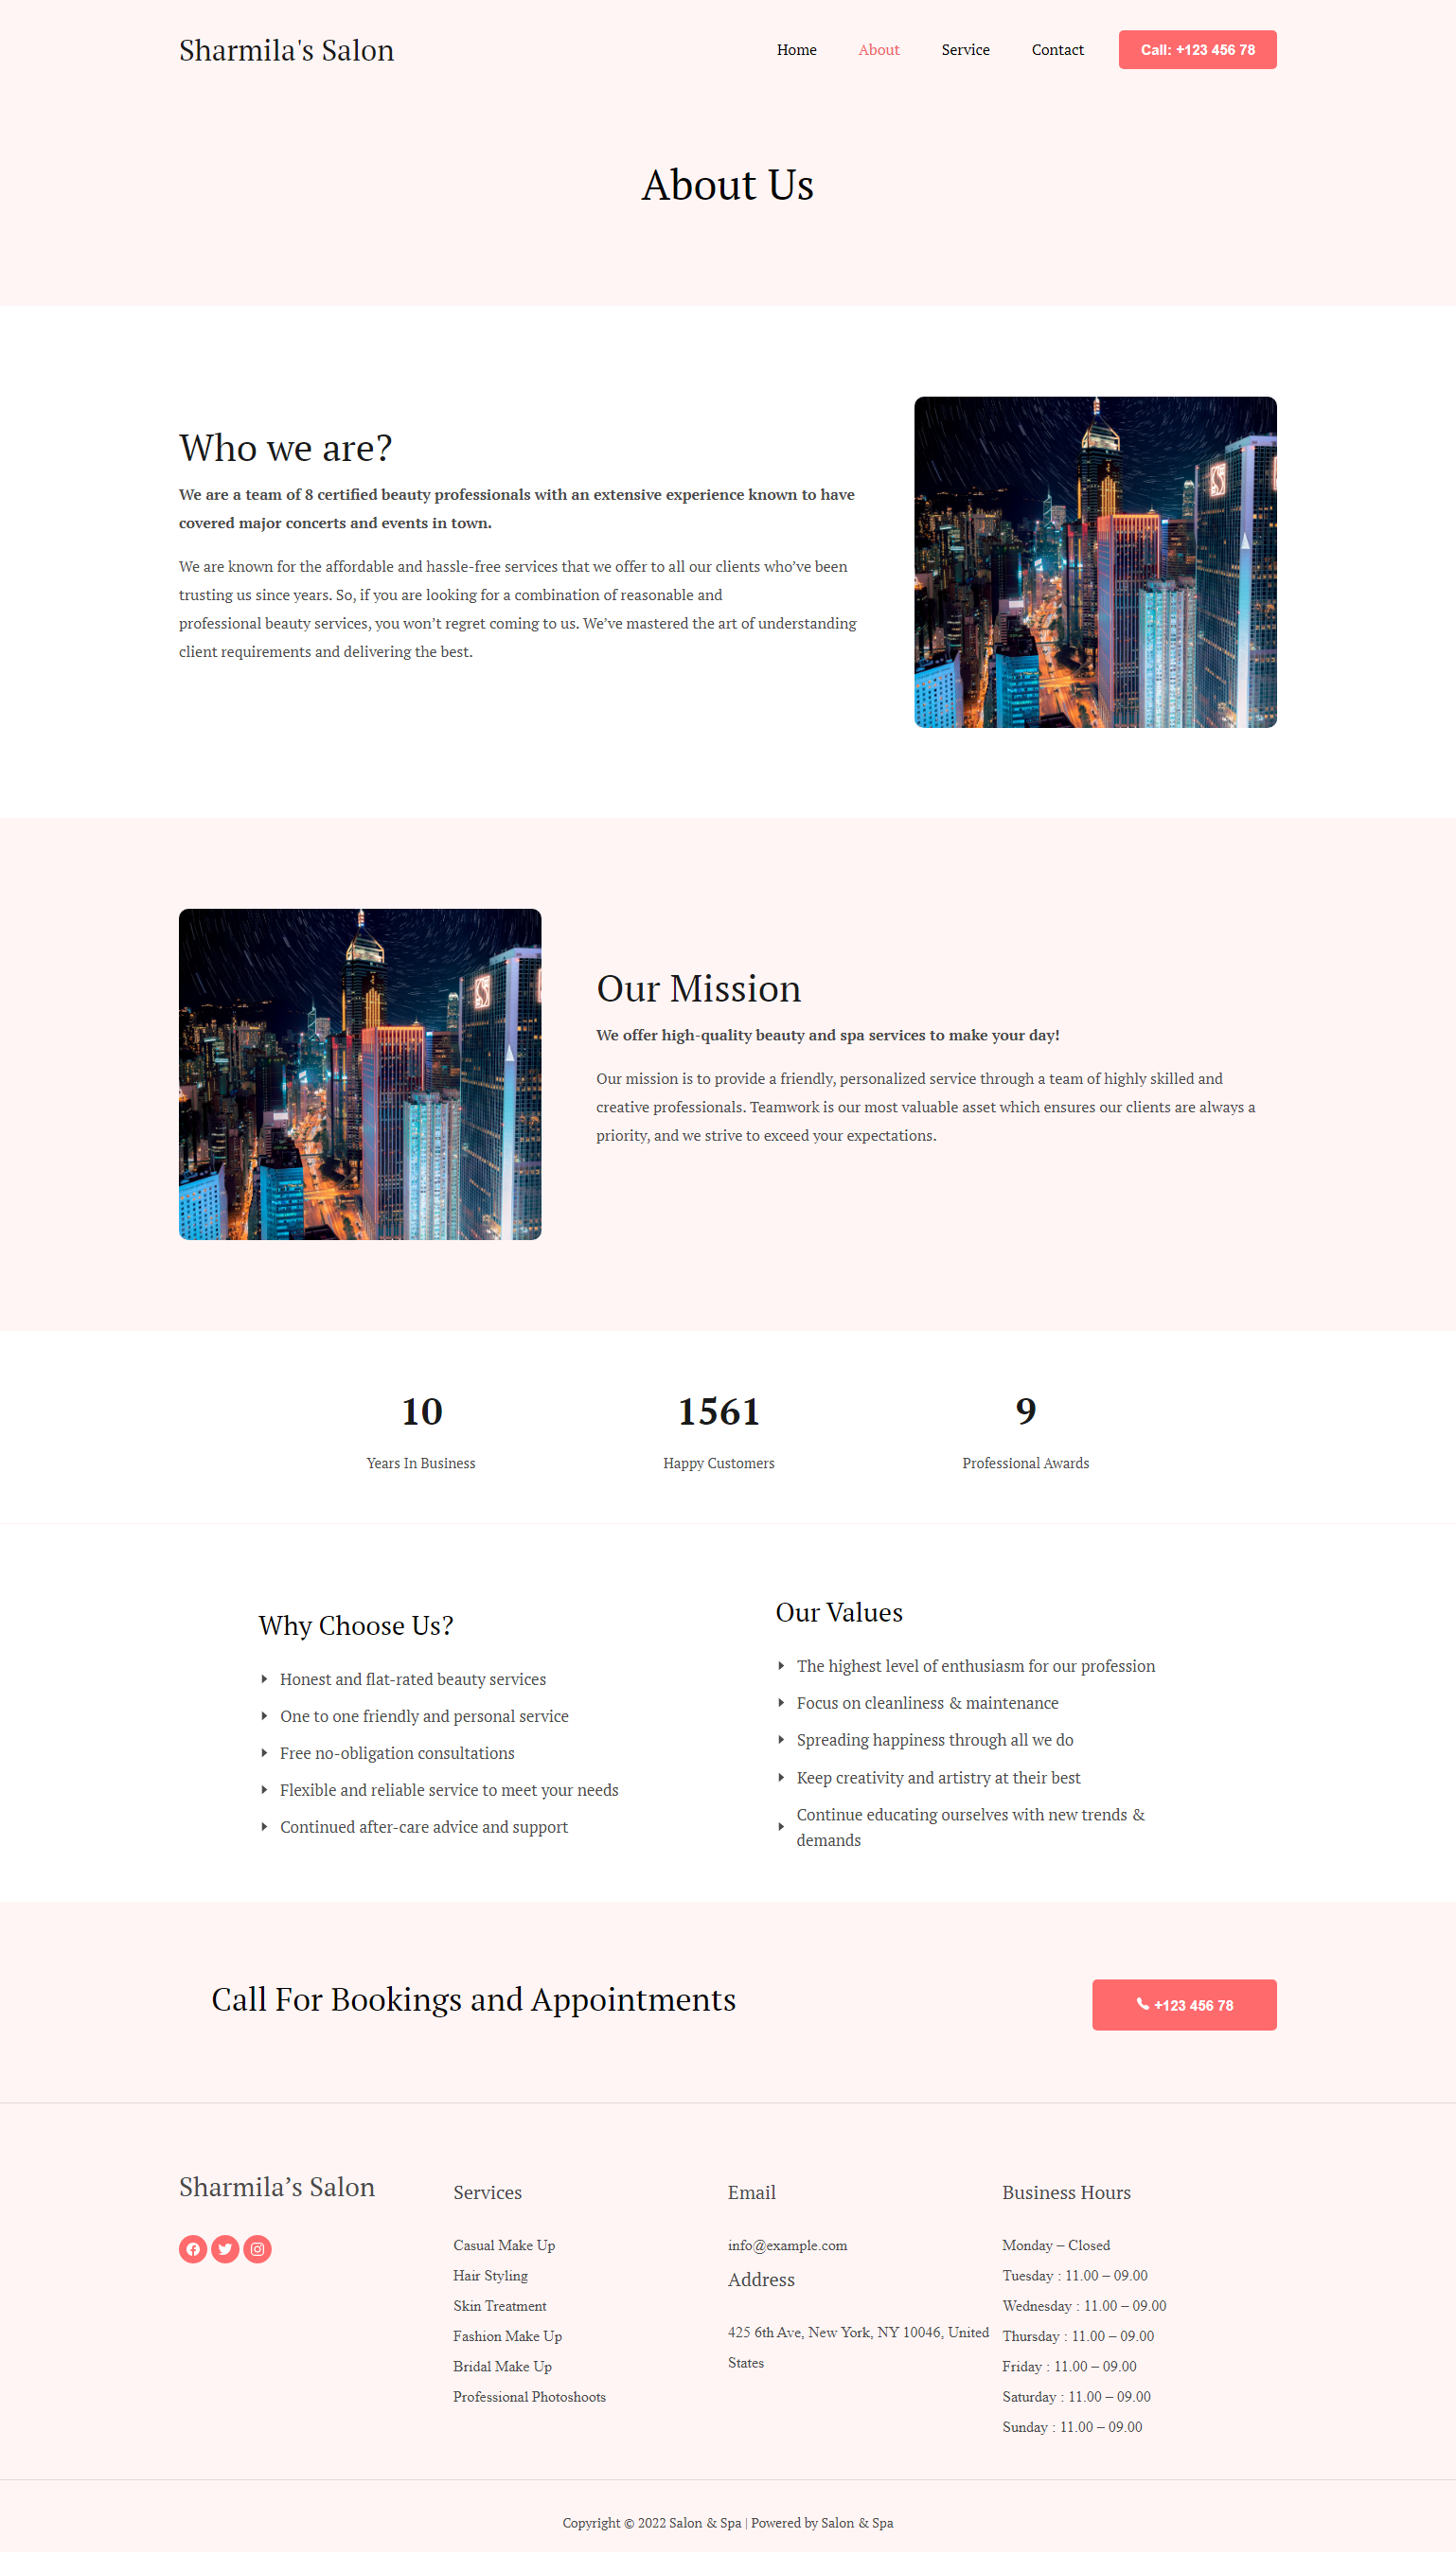 Sharmila's Salon
Home
About
Service
Contact
Call: +123 456 78
About Us
Who we are?
We are a team of 8 certified beauty professionals with an extensive experience known to have
covered major concerts and events in town.
We are known for the affordable and hassle-free services that we offer to all our clients who’ve been
trusting us since years. So, if you are looking for a combination of reasonable and
professional beauty services, you won’t regret coming to us. We’ve mastered the art of understanding
client requirements and delivering the best.
Our Mission
We offer high-quality beauty and spa services to make your day!
Our mission is to provide a friendly, personalized service through a team of highly skilled and
creative professionals. Teamwork is our most valuable asset which ensures our clients are always a
priority, and we strive to exceed your expectations.
10
Years In Business
1561
Happy Customers
9
Professional Awards
Why Choose Us?
Honest and flat-rated beauty services
One to one friendly and personal service
Free no-obligation consultations
Flexible and reliable service to meet your needs
Continued after-care advice and support
Our Values
The highest level of enthusiasm for our profession
Focus on cleanliness & maintenance
Spreading happiness through all we do
Keep creativity and artistry at their best
Continue educating ourselves with new trends &
demands
Call For Bookings and Appointments
+123 456 78
Sharmila’s Salon
Services
Casual Make Up
Hair Styling
Skin Treatment
Fashion Make Up
Bridal Make Up
Professional Photoshoots
Email
info@example.com
Address
425 6th Ave, New York, NY 10046, United
States
Business Hours
Monday – Closed
Tuesday : 11.00 – 09.00
Wednesday : 11.00 – 09.00
Thursday : 11.00 – 09.00
Friday : 11.00 – 09.00
Saturday : 11.00 – 09.00
Sunday : 11.00 – 09.00
Copyright © 2022 Salon & Spa | Powered by Salon & Spa